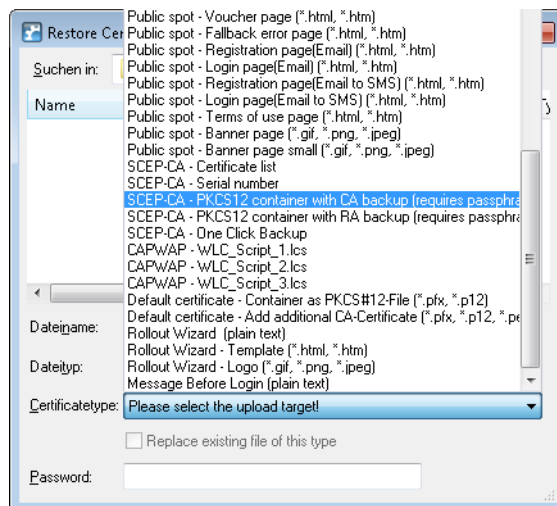 Public spot - Voucher page (*.html, *.htm)
Restore Cer
Public spot - Fallback error page (*.html, *.htm)
Public spot - Registration page(Email) (*.html, *.htm)
Suchen in:
Public spot - Login page(Email) (*.html, *.htm)
Public spot - Registration page(Email to SMS) (*.html, *.htm)
Name
Public spot - Login page(Email to SMS) (*.html, *.htm)
Public spot - Terms of use page (*.html, *.htm)
Public spot - Banner page (*.gif, *.png, *.jpeg)
Public spot - Banner page small (*.gif, *.png, *.jpeg)
SCEP-CA - Certificate list
SCEP-CA - Serial number
SCEP-CA - PKCS12 container with CA backup (requires passphra
SCEP-CA - PKCS12 container with RA backup (requires passphra
SCEP-CA - One Click Backup
CAPWAP - WLC_Script_1.lcs
CAPWAP - WLC_Script_2.lcs
CAPWAP - WLC_Script_3.lcs
Default certificate - Container as PKCS#12-File (*.pfx, *.p12)
Default certificate - Add additional CA-Certificate (*.pfx, *.p12, *.pe
Dateiname:
Rollout Wizard (plain text)
Rollout Wizard - Template (*.html, *.htm)
Dateityp:
Rollout Wizard - Logo (*.gif, *.png, *.jpeg)
Message Before Login (plain text)
Certificatetype:
Please select the upload target!
Replace existing file of this type
Password: